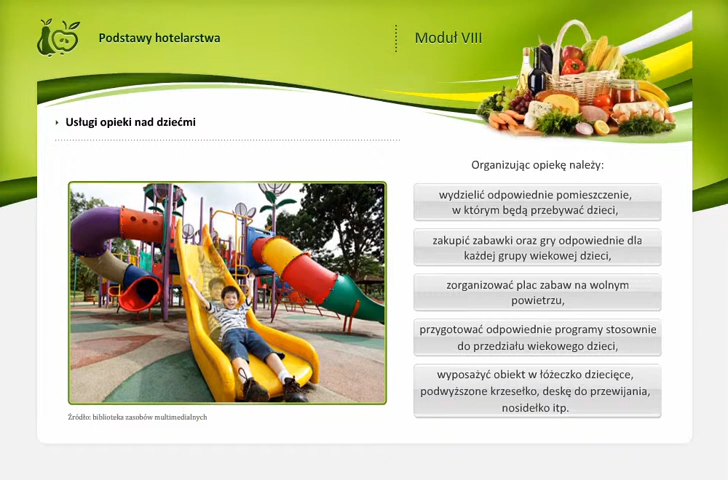 Podstawy hotelarstwa
Moduł VIII
Usługi opieki nad dziećmi
Organizując opiekę należy:
wydzielić odpowiednie pomieszczenie,
w którym będą przebywać dzieci,
zakupić zabawki oraz gry odpowiednie dla
każdej grupy wiekowej dzieci,
zorganizować plac zabaw na wolnym
powietrzu,
przygotować odpowiednie programy stosownie
do przedziału wiekowego dzieci,
wyposażyć obiekt w łóżeczko dziecięce,
podwyższone krzesełko, deskę do przewijania,
nosidełko itp.
Źródło: biblioteka zasobów multimedialnych